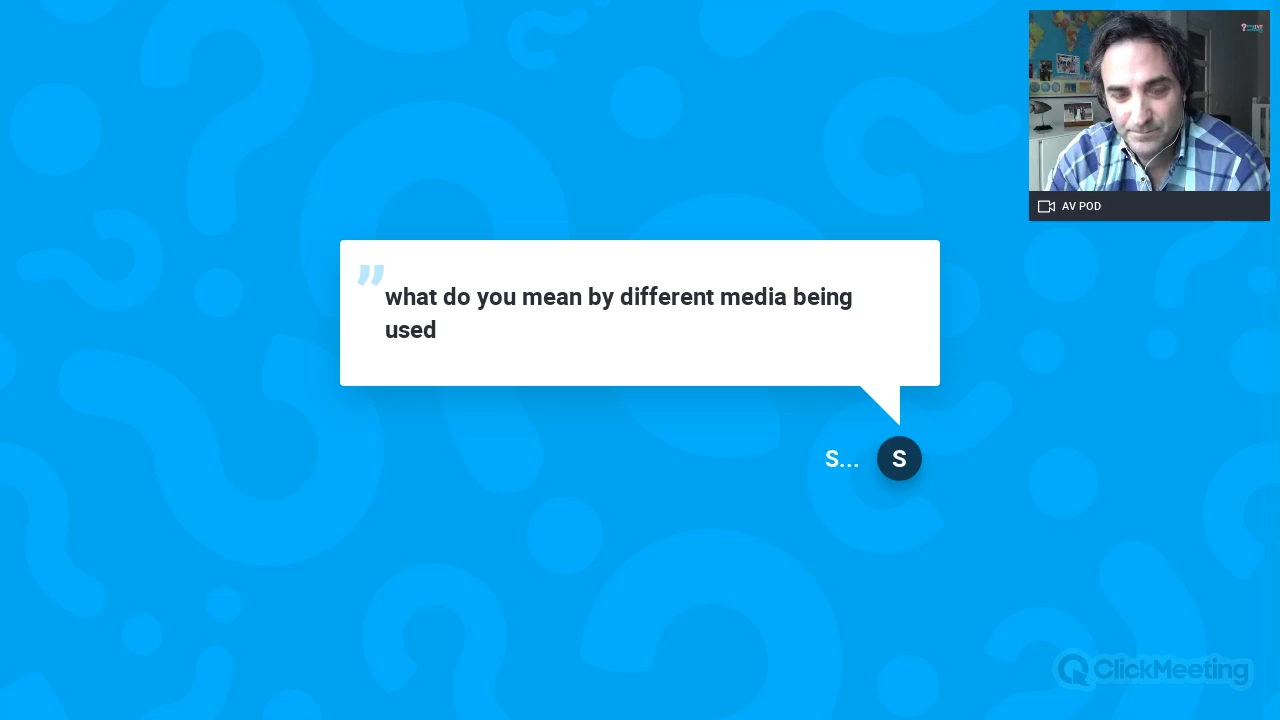 AV POD
”what do you mean by different media being
used
S...
S
ClickMeeting